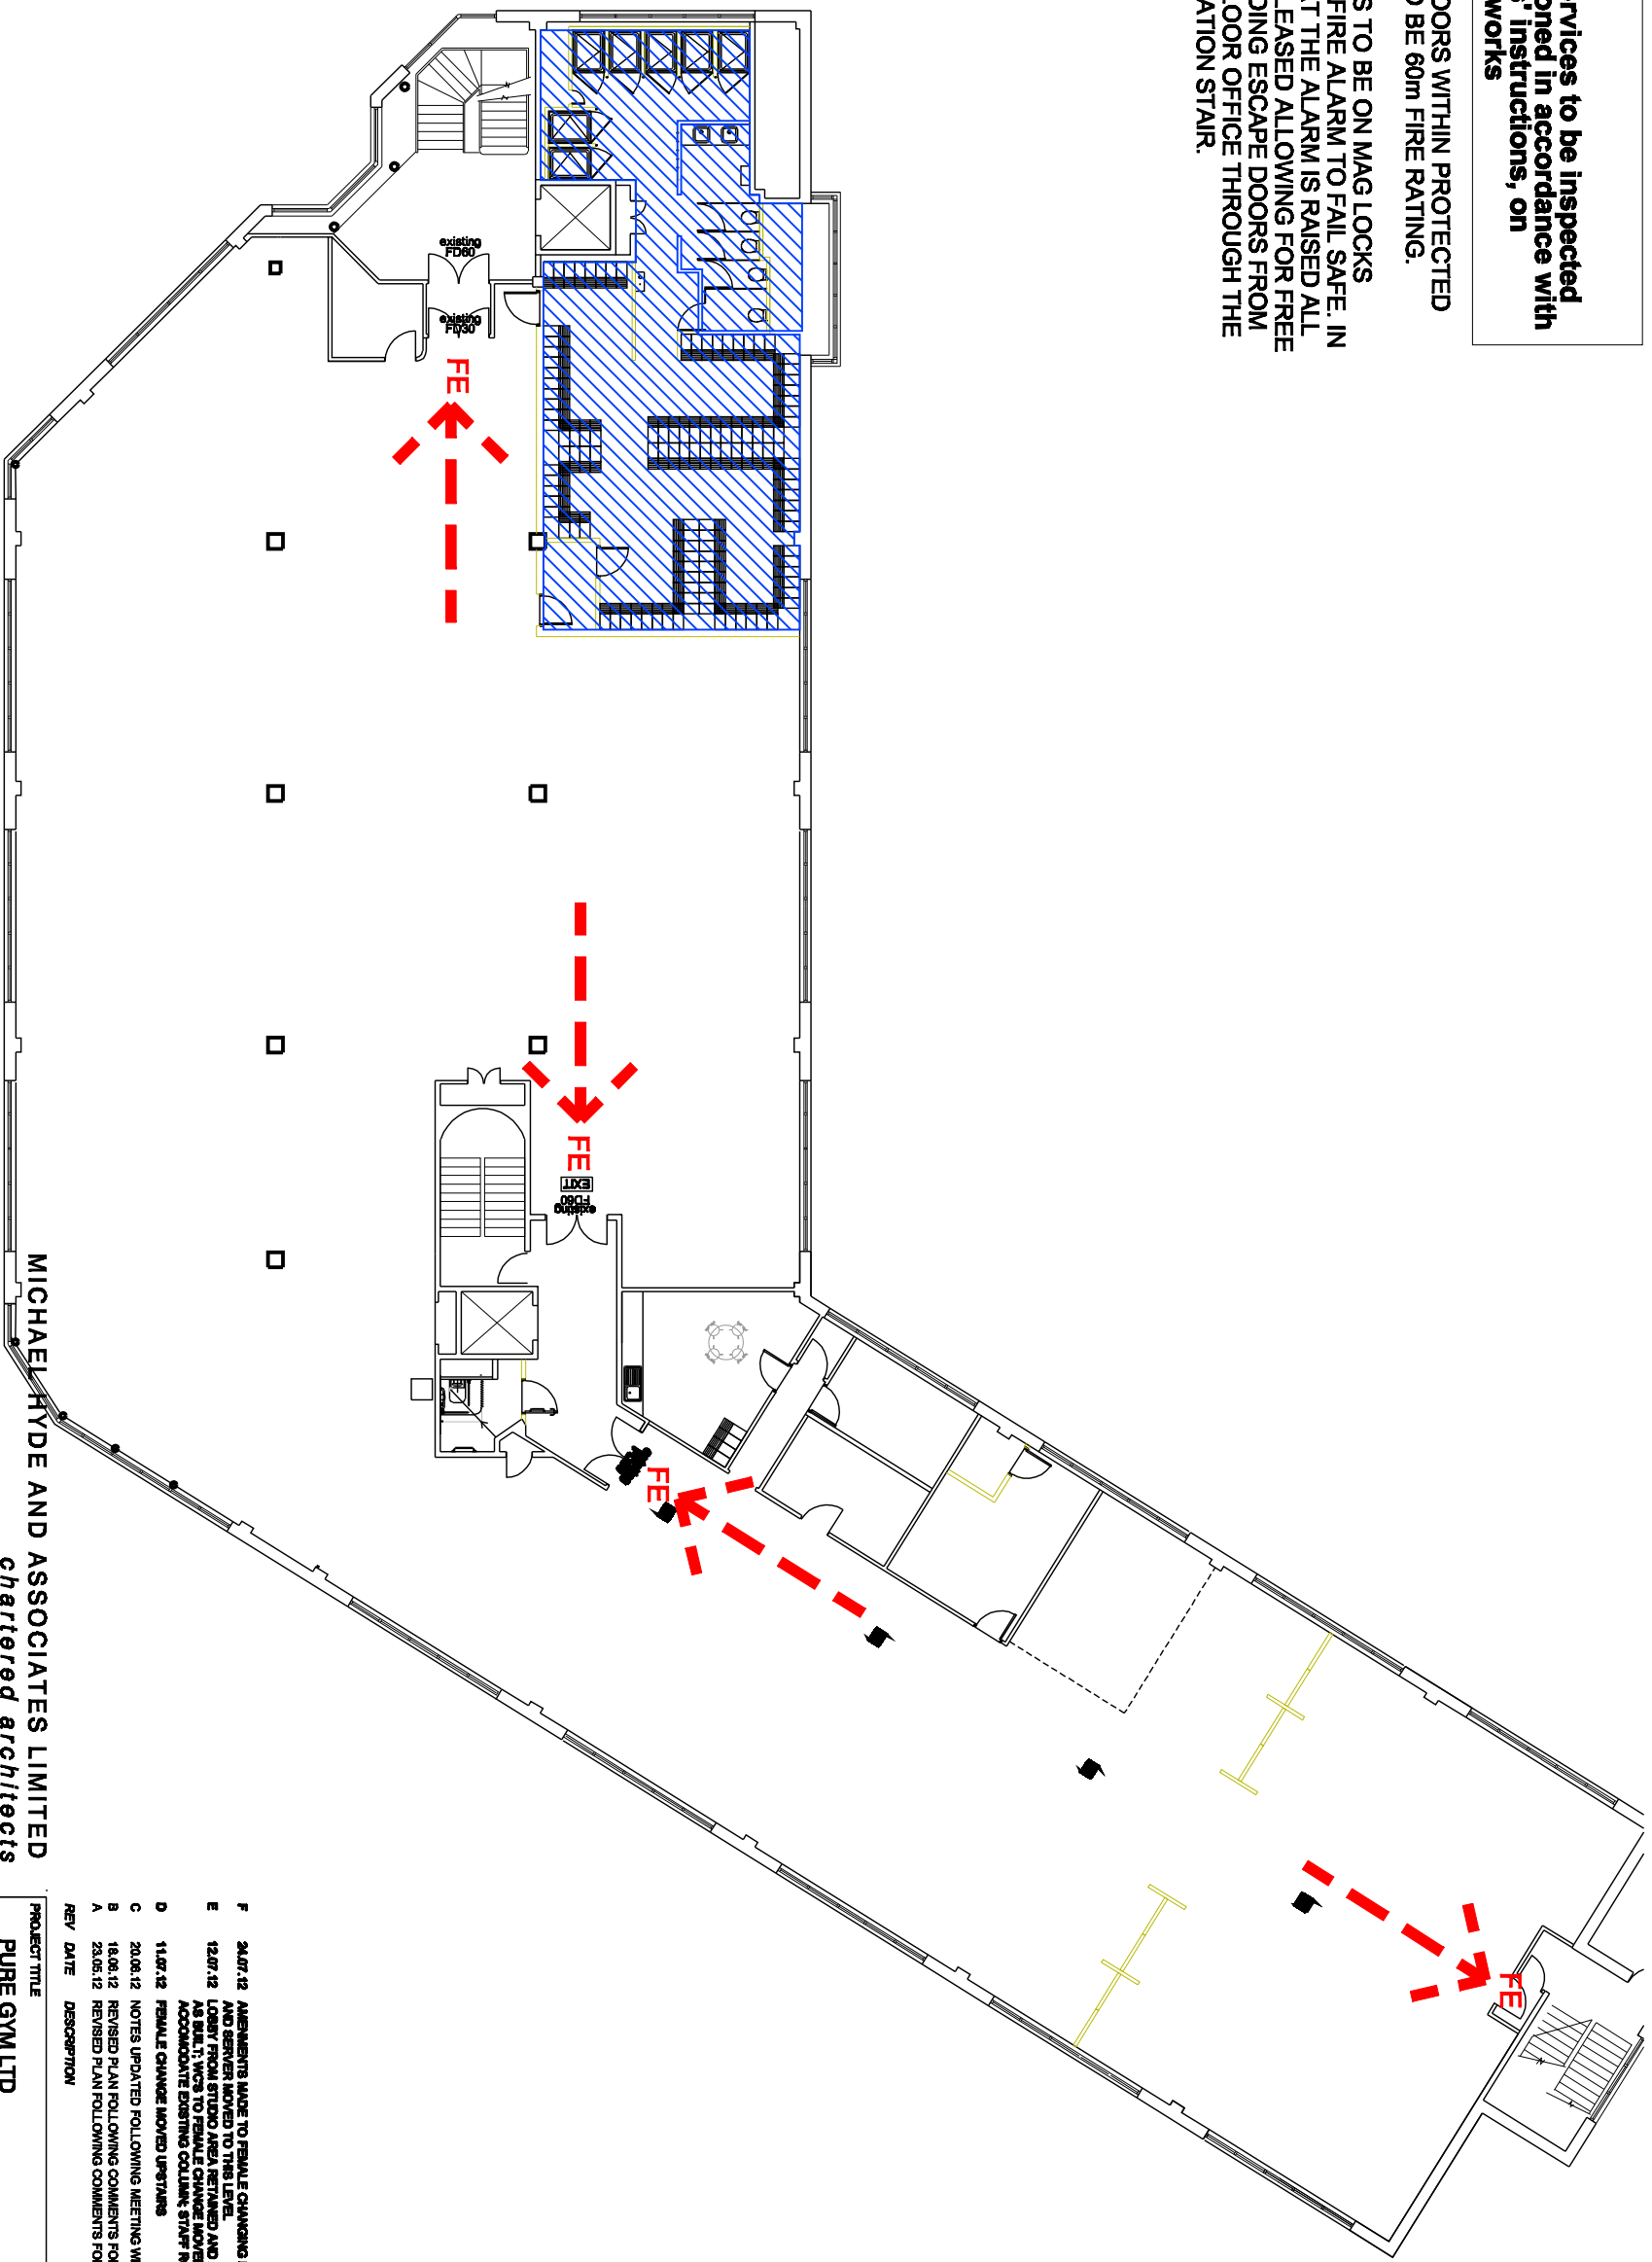 rvices to be inspected
oned in accordance with
s' instructions, on
works
OORS WITHIN PROTECTED
O BE 60m FIRE RATING.
S TO BE ON MAG LOCKS
FIRE ALARM TO FAIL SAFE. IN
AT THE ALARM IS RAISED ALL
LEASED ALLOWING FOR FREE
DING ESCAPE DOORS FROM
LOOR OFFICE THROUGH THE
ATION STAIR.
existing
FD60
existing
FD30
FE
FE
EXIT
existing
FD60
FE
FE
MICHAEL HYDE AND ASSOCIATES LIMITED
chartered architects
F 24.07.12 AMENMENTS MADE TO FEMALE CHANGING
AND SERVER MOVED TO THIS LEVEL
E 12.07.12 LOBBY FROM STUDIO AREA RETAINED AND
AS BUILT; WC'S TO FEMALE CHANGE MOVE
ACCOMODATE EXISTING COLUMN; STAFF R
D 11.07.12 FEMALE CHANGE MOVED UPSTAIRS
C 20.06.12 NOTES UPDATED FOLLOWING MEETING W
B 18.06.12 REVISED PLAN FOLLOWING COMMENTS FO
A 23.05.12 REVISED PLAN FOLLOWING COMMENTS FO
REV DATE DESCRIPTION
PROJECT TITLE
PURE GYM LTD